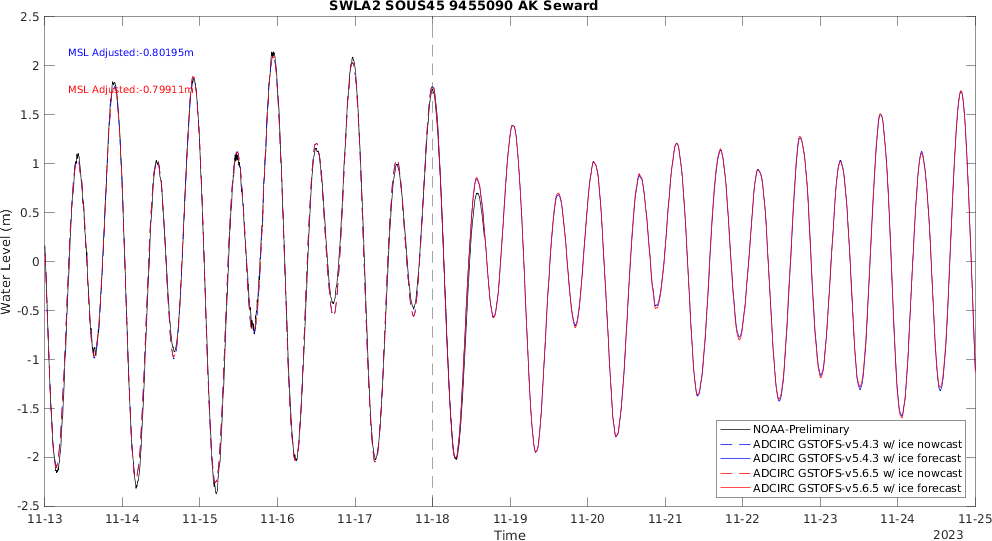 SWLA2 SOUS45 9455090 AK Seward
2.5
2
1.5
1
0.5
0
-0.5
-1
-1.5
-2
-2.5
Water Level (m)
MSL Adjusted:-0.80195m
MSL Adjusted:-0.79911m
NOAA-Preliminary
ADCIRC GSTOFS-v5.4.3 w/ ice nowcast
ADCIRC GSTOFS-v5.4.3 w/ ice forecast
ADCIRC GSTOFS-v5.6.5 w/ ice nowcast
ADCIRC GSTOFS-v5.6.5 w/ ice forecast
11-13 11-14 11-15 11-16 11-17 11-18 11-19 11-20 11-21 11-22 11-23 11-24 11-25
Time
2023